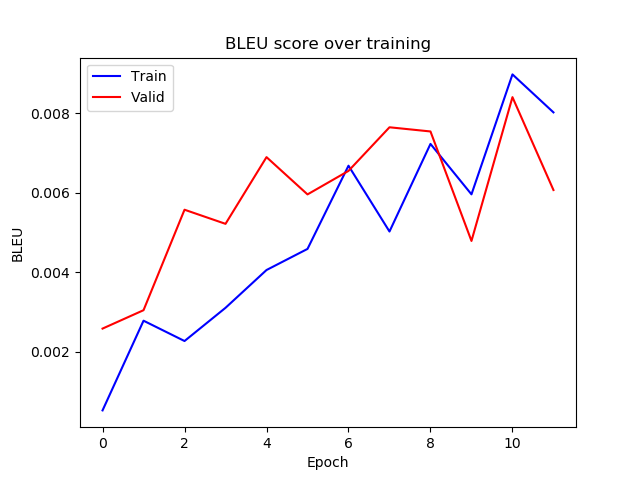 BLEU score over training
Train
Valid
0.008
0.006
0.004
0.002
BLEU
0 2 4 6 8 10
Epoch